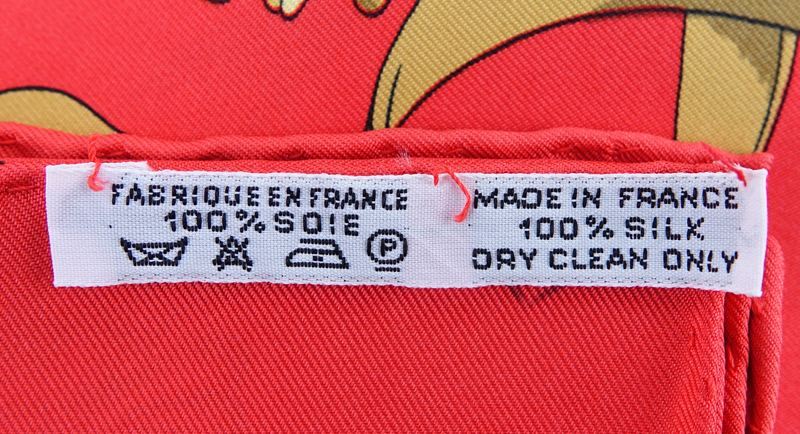 FABRIQUE EN FRANCE
100% SOIE
P
MADE IN FRANCE
100% SILK
DRY CLEAN ONLY